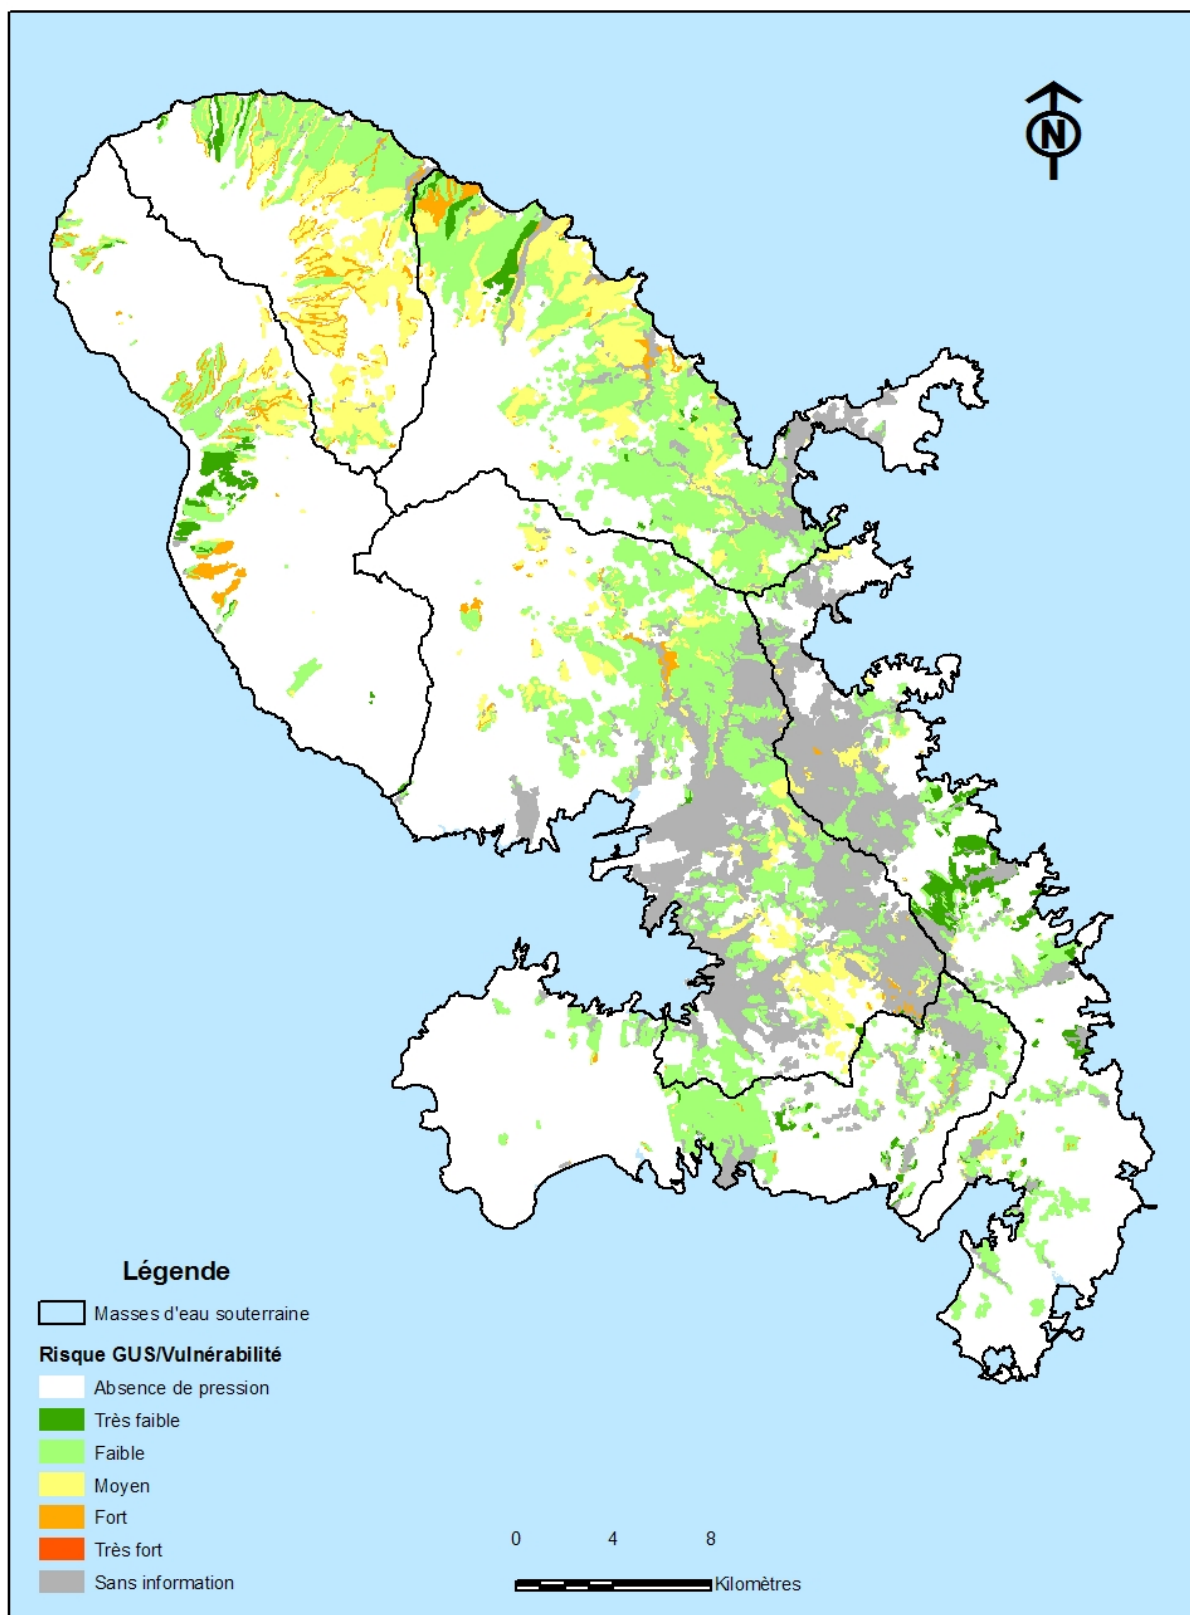 N
Légende
Masses d'eau souterraine
Risque GUS/Vulnérabilité
Absence de pression
Très faible
Faible
Moyen
Fort
Très fort
Sans information
0 4 8
Kilomètres